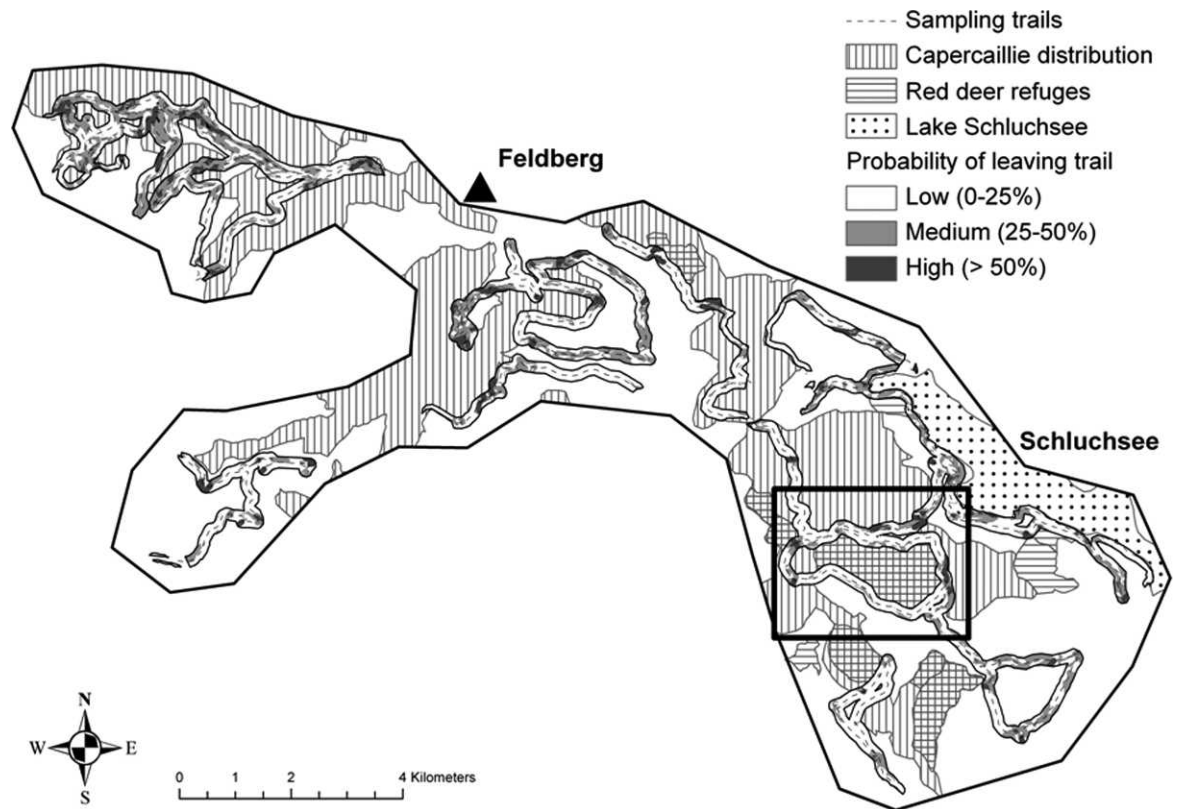 Sampling trails
Capercaillie distribution
Red deer refuges
Lake Schluchsee
Probability of leaving trail
Low (0-25%)
Medium (25-50%)
High (> 50%)
Feldberg
Schluchsee
N
W E
S
0 1 2 4 Kilometers